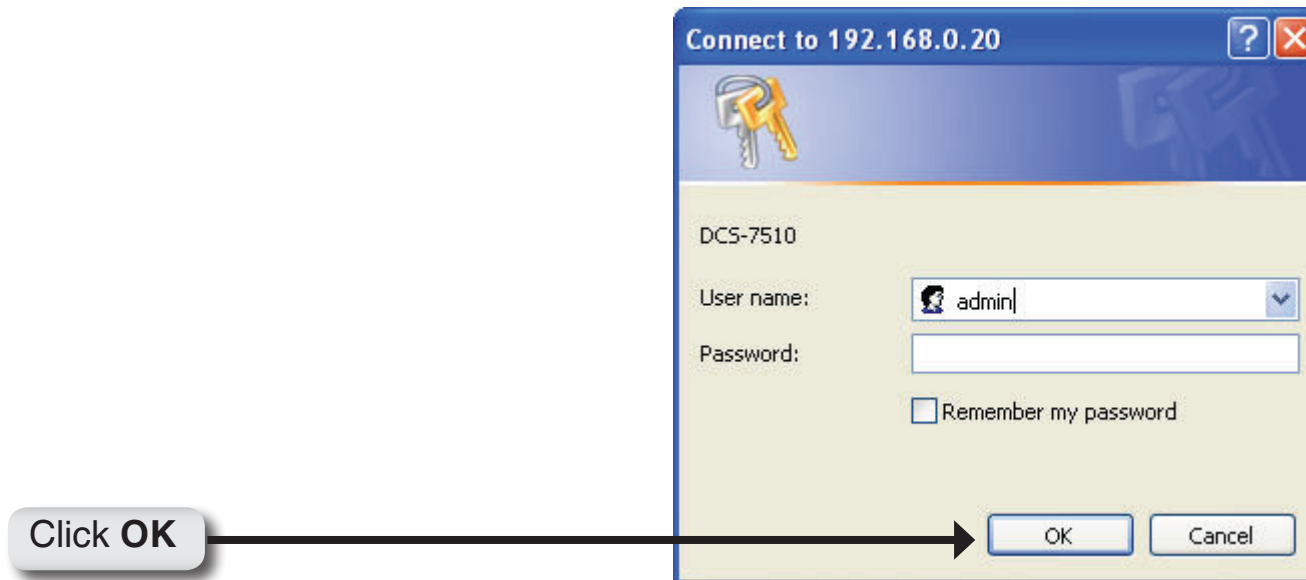 Connect to 192.168.0.20
DCS-7510
User name:
admin
Password:
Remember my password
Click OK
OK
Cancel